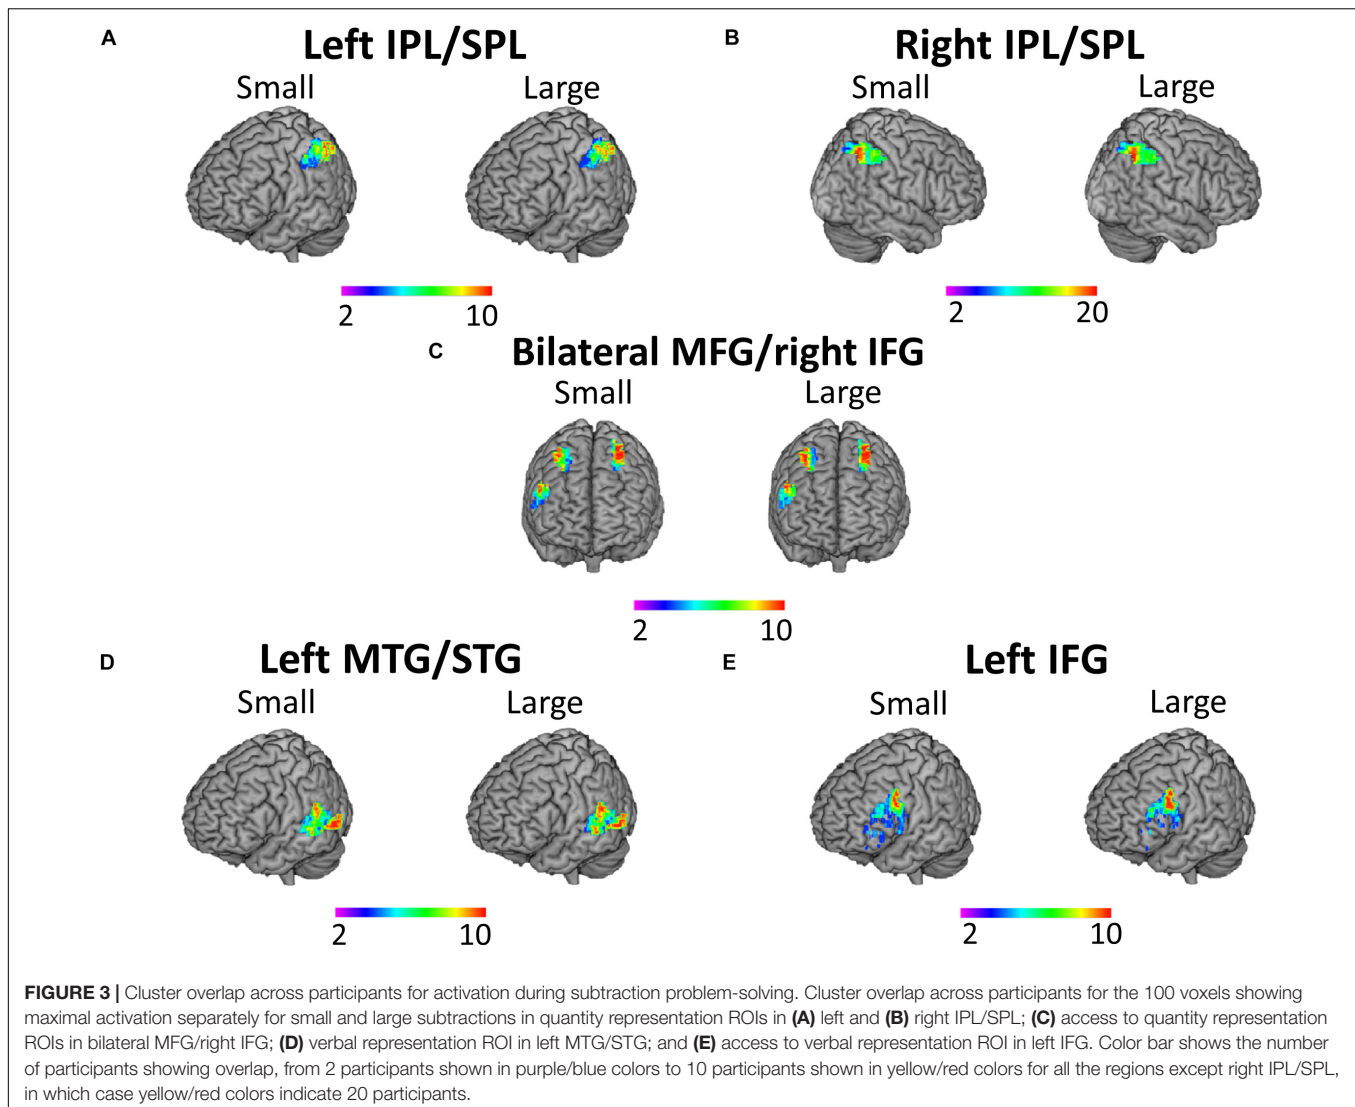 A
Left IPL/SPL
Small
Large
2
10
B
Right IPL/SPL
Small
Large
2
20
C
Bilateral MFG/right IFG
Small
Large
2
10
D
Left MTG/STG
Small
Large
2
10
E
Left IFG
Small
Large
2
10
FIGURE 3 | Cluster overlap across participants for activation during subtraction problem-solving. Cluster overlap across participants for the 100 voxels showing
maximal activation separately for small and large subtractions in quantity representation ROIs in (A) left and (B) right IPL/SPL; (C) access to quantity representation
ROIs in bilateral MFG/right IFG; (D) verbal representation ROI in left MTG/STG; and (E) access to verbal representation ROI in left IFG. Color bar shows the number
of participants showing overlap, from 2 participants shown in purple/blue colors to 10 participants shown in yellow/red colors for all the regions except right IPL/SPL,
in which case yellow/red colors indicate 20 participants.